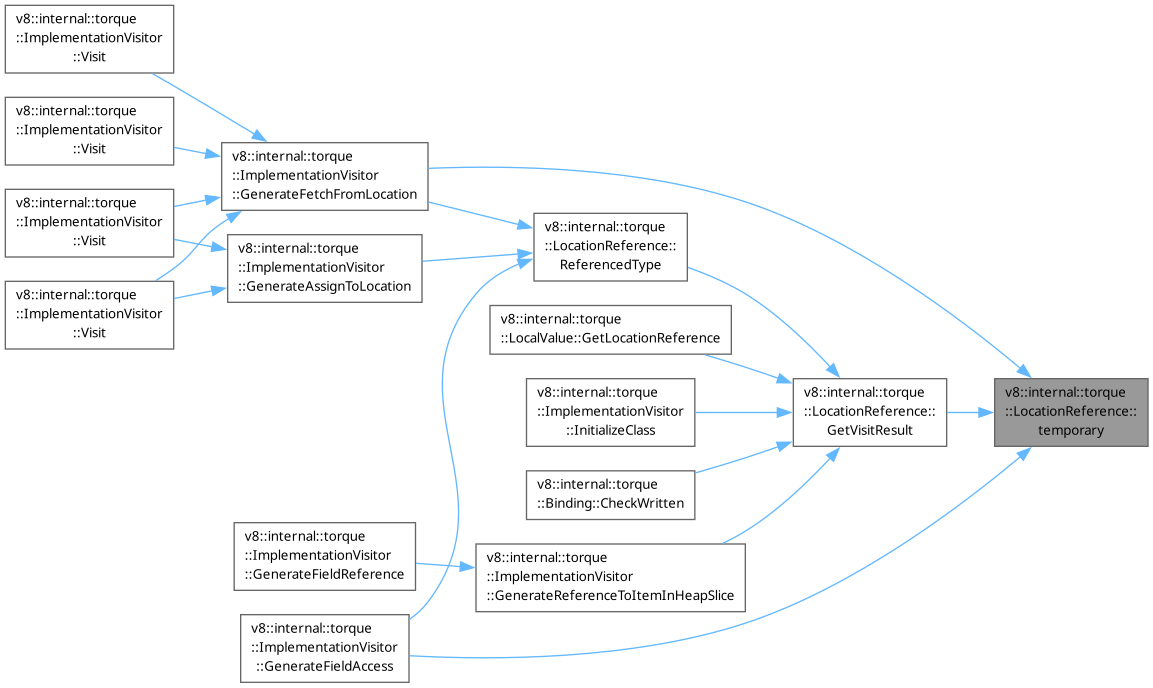 v8::internal::torque
::ImplementationVisitor
::Visit
v8::internal::torque
::ImplementationVisitor
::Visit
v8::internal::torque
::ImplementationVisitor
::Visit
v8::internal::torque
::ImplementationVisitor
::Visit
v8::internal::torque
::ImplementationVisitor
::GenerateFetchFromLocation
v8::internal::torque
::ImplementationVisitor
::GenerateAssignToLocation
v8::internal::torque
::LocationReference::
ReferencedType
v8::internal::torque
::LocalValue::GetLocationReference
v8::internal::torque
::ImplementationVisitor
::InitializeClass
v8::internal::torque
::Binding::CheckWritten
v8::internal::torque
::LocationReference::
GetVisitResult
v8::internal::torque
::LocationReference::
temporary
v8::internal::torque
::ImplementationVisitor
::GenerateFieldReference
v8::internal::torque
::ImplementationVisitor
::GenerateReferenceToItemInHeapSlice
v8::internal::torque
::ImplementationVisitor
::GenerateFieldAccess